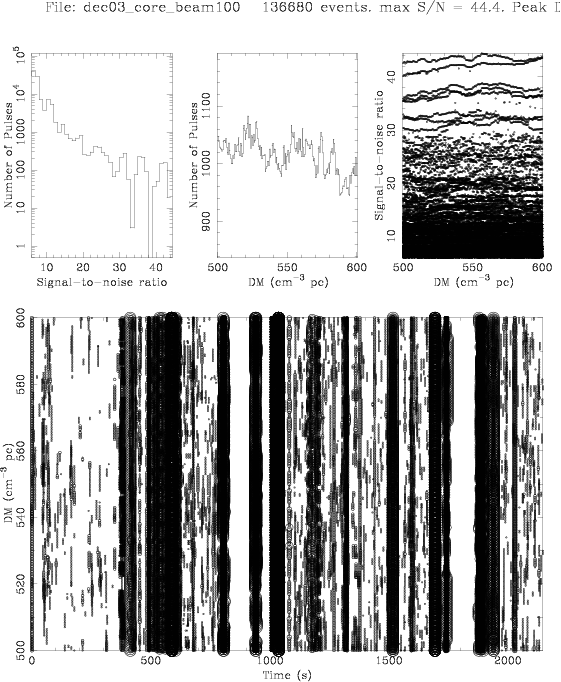 File: dec03_core_beam100 136680 events. max S/N = 44.4. Peak
Number of Pulses
10^5
10^4
1000
100
10
1
10 20 30 40
Signal-to-noise ratio
Number of Pulses
1100
1000
900
500 550 600
DM (cm^-3 pc)
Signal-to-noise ratio
40
30
20
10
500 550 600
DM (cm^-3 pc)
DM (cm^-3 pc)
600
580
560
540
520
500
0 500 1000 1500 2000
Time (s)